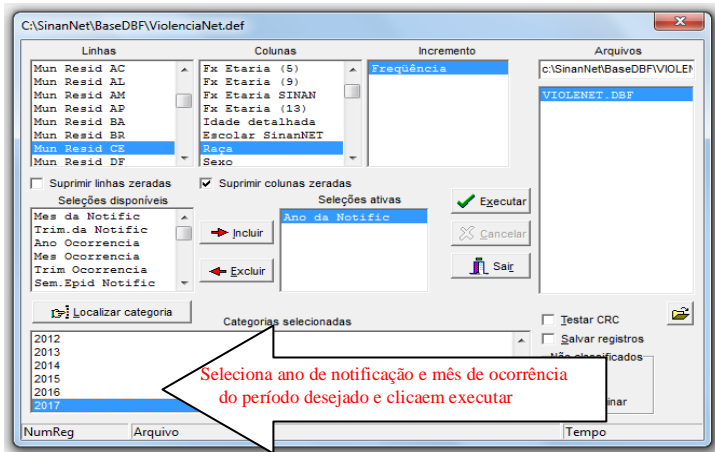 C:\SinanNet\BaseDBF\ViolenciaNet.def
Linhas
Colunas
Incremento
Arquivos
Mun Resid AC
Mun Resid AL
Mun Resid AM
Mun Resid AP
Mun Resid BA
Mun Resid BR
Mun Resid CE
Mun Resid DF
Fx Etaria (5)
Fx Etaria (9)
Fx Etaria SINAN
Fx Etaria (13)
Idade detalhada
Escolar SinanNET
Raça
Sexo
Freqüência
c:\SinanNet\BaseDBF\VIOLEN
VIOLENET.DBF
Suprimir linhas zeradas
Suprimir colunas zeradas
Seleções disponíveis
Seleções ativas
Mes da Notific
Trim.da Notific
Ano Ocorrencia
Mes Ocorrencia
Trim Ocorrencia
Sem.Epid Notific
Incluir
Excluir
Ano da Notific
Executar
Cancelar
Sair
Localizar categoria
Categorias selecionadas
2012
2013
2014
2015
2016
2017
Testar CRC
Salvar registros
Não classificados
Seleciona ano de notificação e mês de ocorrência
do período desejado e clicaem executar
NumReg
Arquivo
Tempo